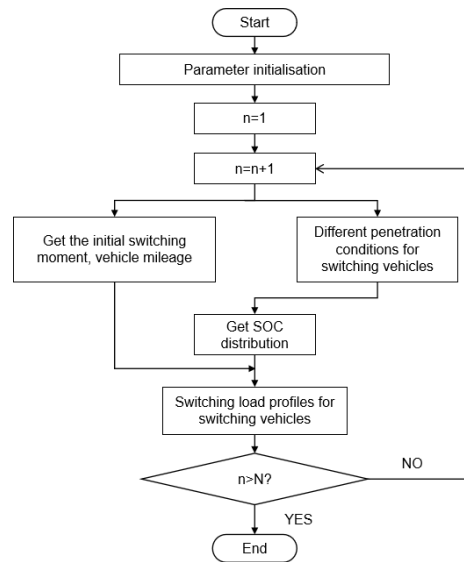 Start
Parameter initialisation
n=1
n=n+1
Get the initial switching
moment, vehicle mileage
Different penetration
conditions for
switching vehicles
Get SOC
distribution
Switching load profiles for
switching vehicles
n>N?
NO
YES
End